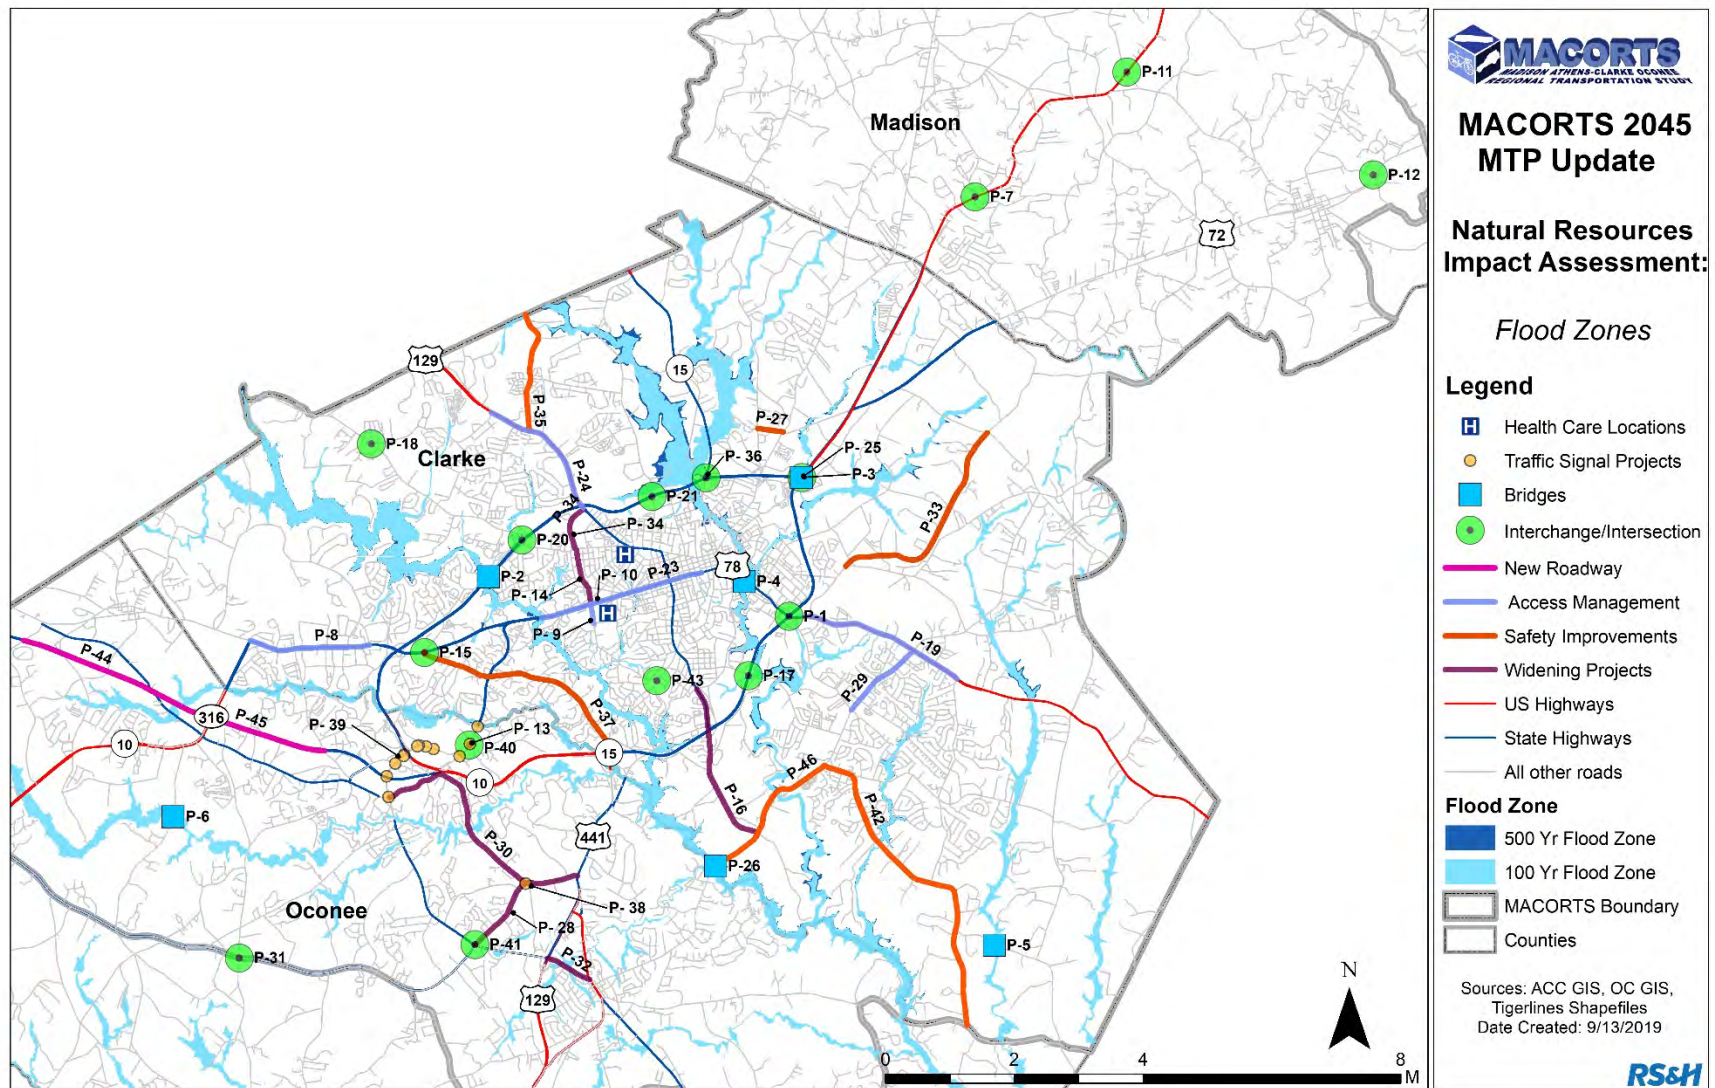 Madison
P-11
P-12
P-7
72
129
15
P-35
P-27
P-18
Clarke
P-24
P- 36
P- 25
P-3
P-21
P-34
P- 34
P-33
P-20
P-2
P- 10
P-23
78
P-4
P- 14
P- 9
P-1
P-8
P-15
P-19
P-44
P-43
P-17
P-29
316
P-45
P- 39
P- 13
P-37
10
P-40
15
10
P-46
P-6
P-16
P-42
441
P-30
P-26
Oconee
P- 38
P- 28
P-41
P-5
P-31
P-32
129
N
0 2 4 8
M
MACORTS
MADISON ATHENS-CLARKE OCONEE
REGIONAL TRANSPORTATION STUDY
MACORTS 2045
MTP Update
Natural Resources
Impact Assessment:
Flood Zones
Legend
H Health Care Locations
Traffic Signal Projects
Bridges
Interchange/Intersection
New Roadway
Access Management
Safety Improvements
Widening Projects
US Highways
State Highways
All other roads
Flood Zone
500 Yr Flood Zone
100 Yr Flood Zone
MACORTS Boundary
Counties
Sources: ACC GIS, OC GIS,
Tigerlines Shapefiles
Date Created: 9/13/2019
RS&H
H
H